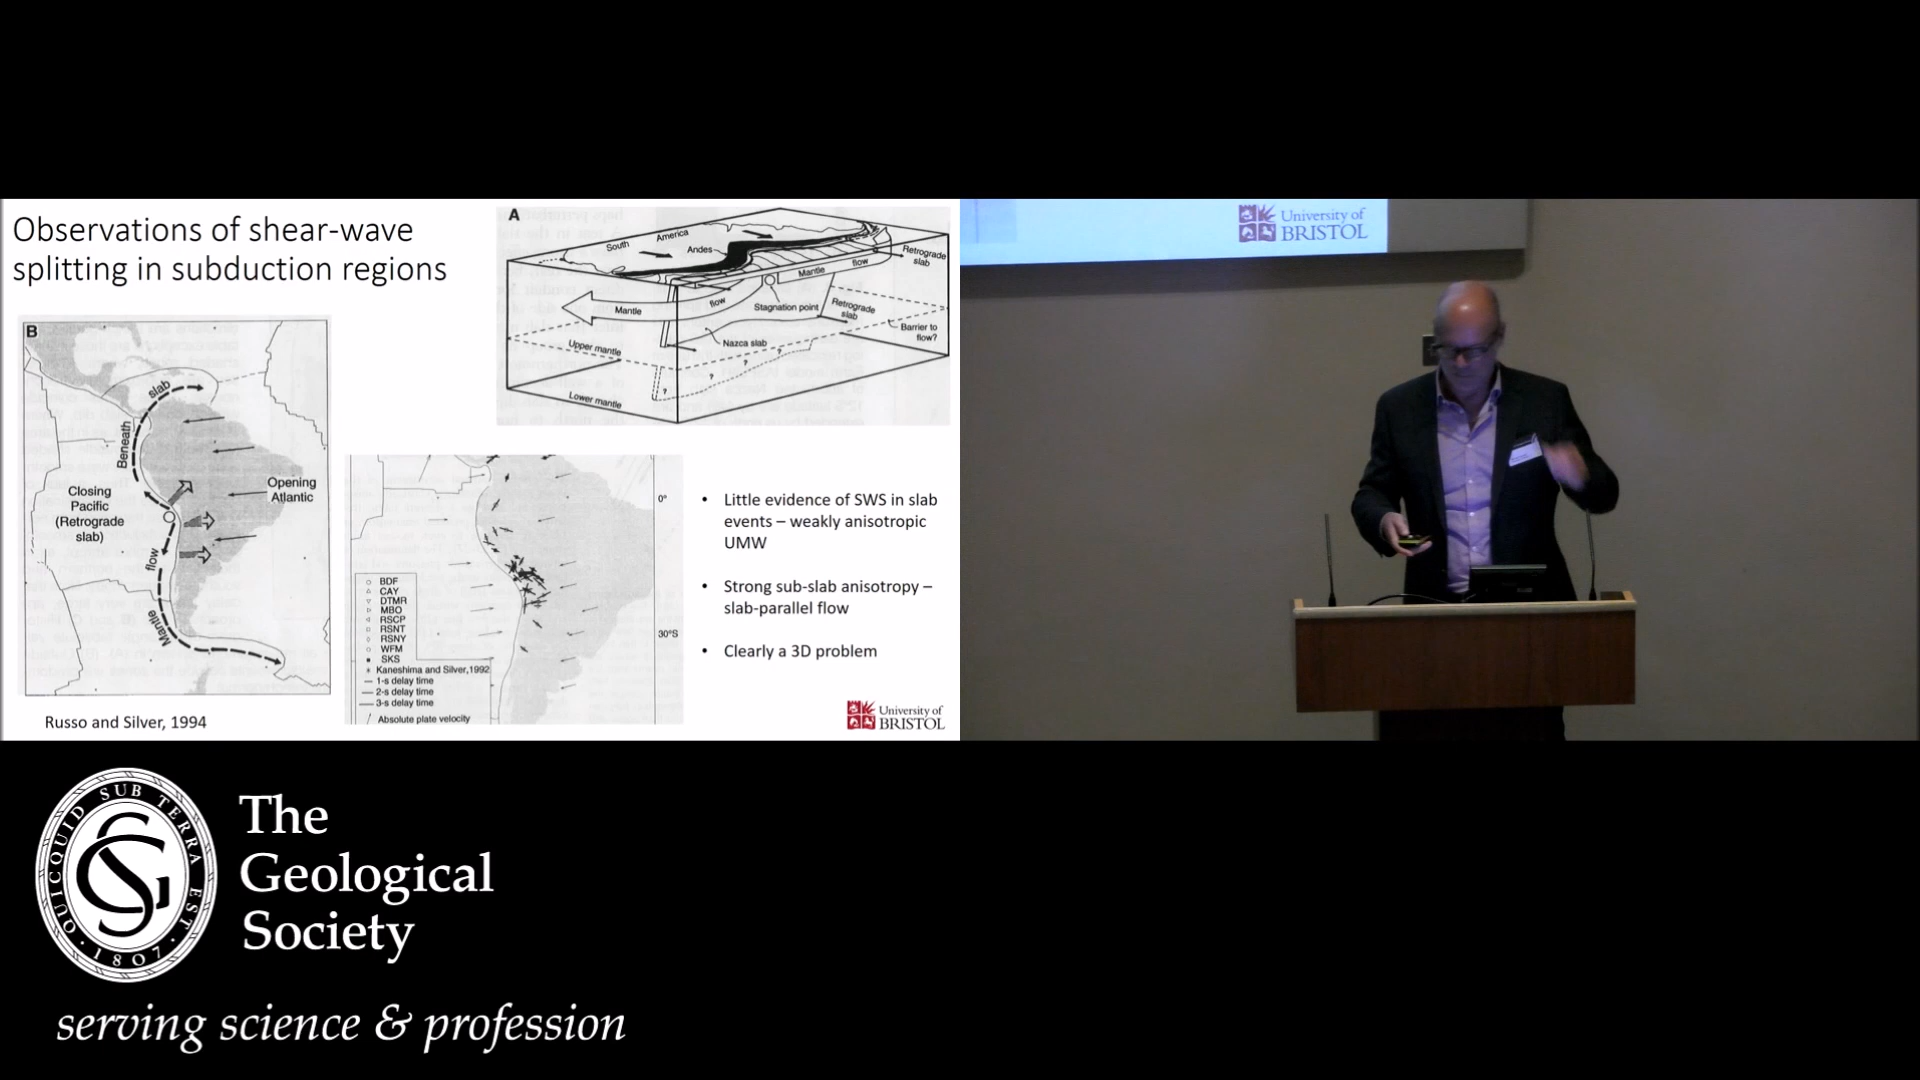 Observations of shear-wave
splitting in subduction regions
A
South
America
Andes
Retrograde
slab
Mantle
flow
Mantle
flow
Stagnation point
Retrograde
slab
Barrier to
flow?
Nazca slab
Upper mantle
?
?
?
?
Lower mantle
B
slab
Beneath
Closing
Pacific
(Retrograde
slab)
Opening
Atlantic
flow
Mantle
0°
30°S
BDF
CAY
DTMR
MBO
RSCP
RSNT
RSNY
WFM
SKS
Kaneshima and Silver, 1992
1-s delay time
2-s delay time
3-s delay time
Absolute plate velocity
• Little evidence of SWS in slab
events – weakly anisotropic
UMW
• Strong sub-slab anisotropy –
slab-parallel flow
• Clearly a 3D problem
Russo and Silver, 1994
University of
BRISTOL
University of
BRISTOL
QUICQUID SUB TERRA EST
· 1807 ·
GS
The
Geological
Society
serving science & profession